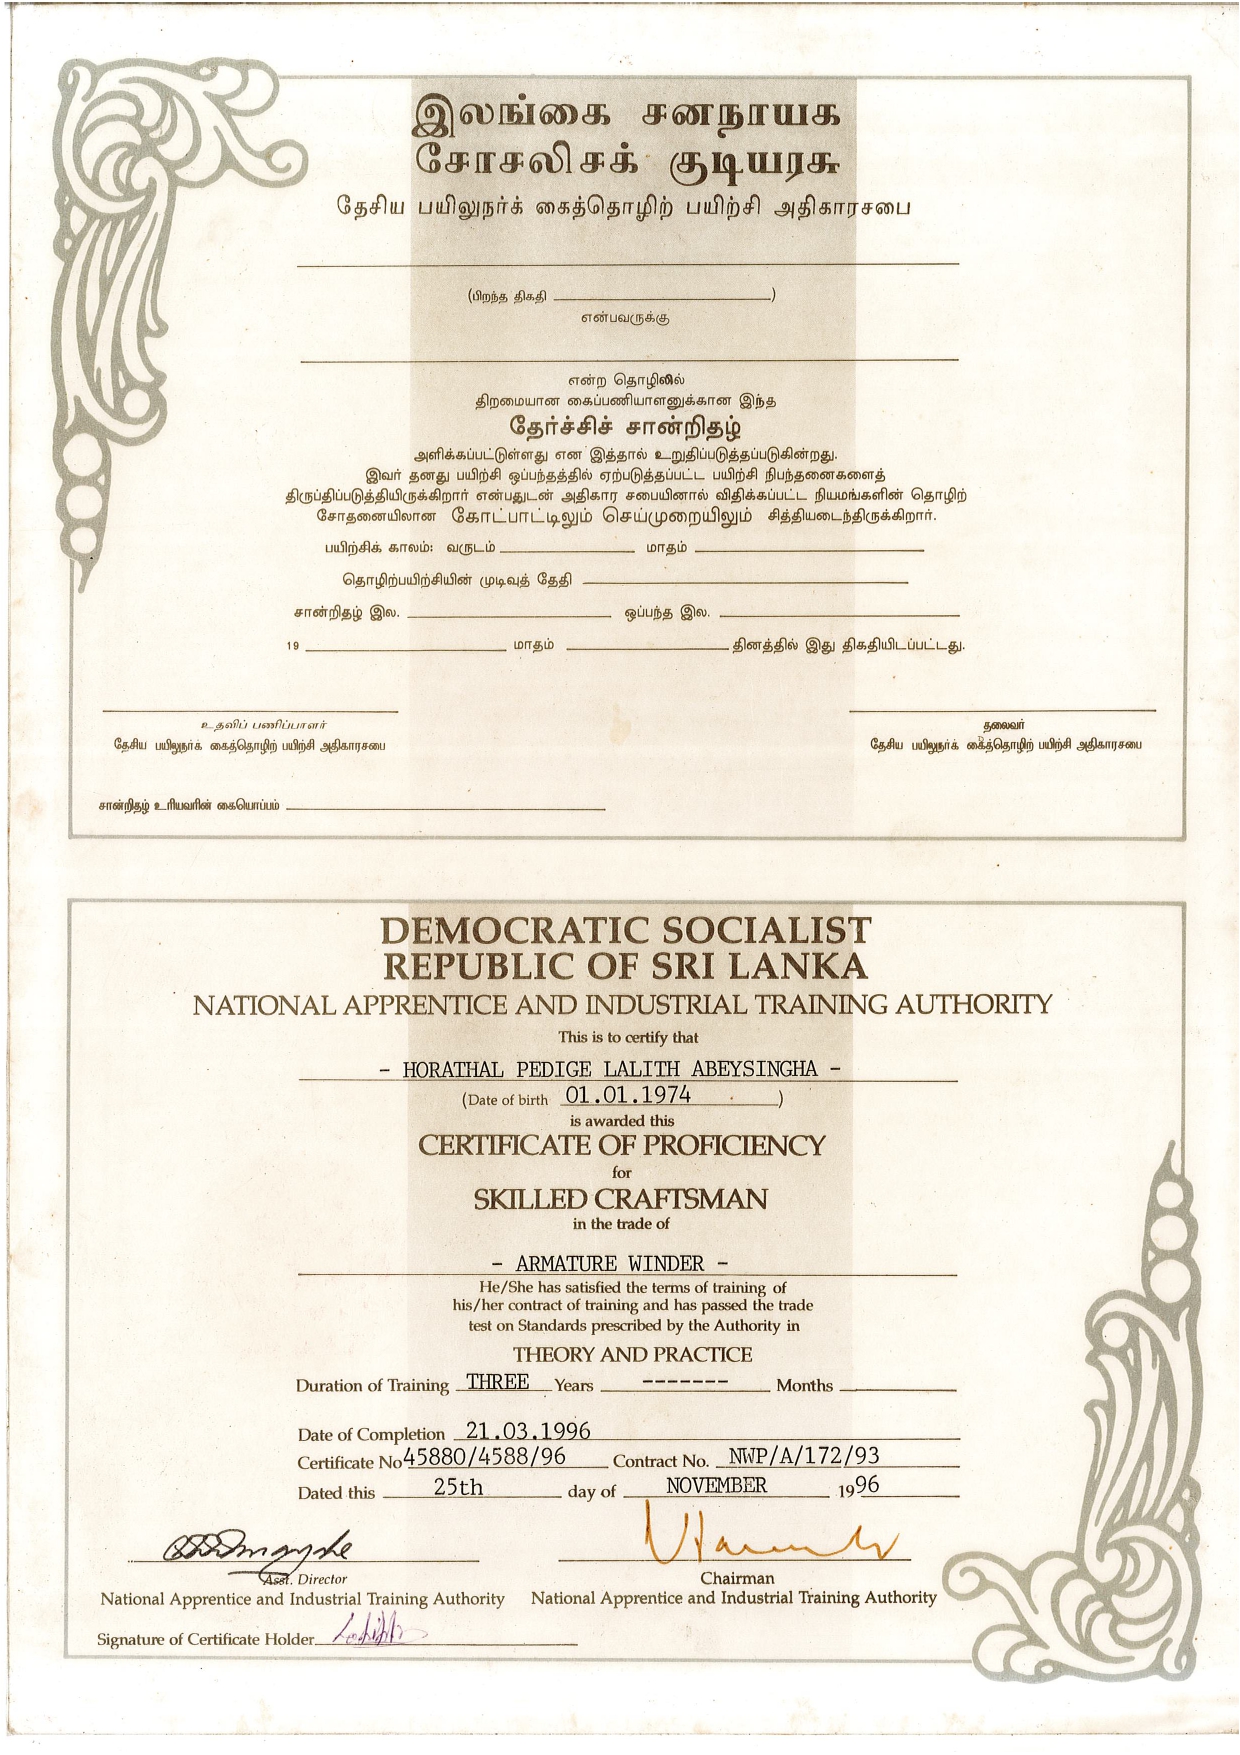 இலங்கை சனநாயக
சோசலிசக் குடியரசு
தேசிய பயிலுநர்க் கைத்தொழிற் பயிற்சி அதிகாரசபை
(பிறந்த திகதி ____________)
என்பவருக்கு
என்ற தொழிலில்
திறமையான கைப்பணியாளனுக்கான இந்த
தேர்ச்சிச் சான்றிதழ்
அளிக்கப்பட்டுள்ளது என இத்தால் உறுதிப்படுத்தப்படுகின்றது.
இவர் தனது பயிற்சி ஒப்பந்தத்தில் ஏற்படுத்தப்பட்ட பயிற்சி நிபந்தனைகளைத்
திருப்திப்படுத்தியிருக்கிறார் என்பதுடன் அதிகார சபையினால் விதிக்கப்பட்ட நியமங்களின் தொழிற்
சோதனையிலான கோட்பாட்டிலும் செய்முறையிலும் சித்தியடைந்திருக்கிறார்.
பயிற்சிக் காலம்: வருடம் ____________ மாதம் ____________
தொழிற்பயிற்சியின் முடிவுத் தேதி ____________
சான்றிதழ் இல. ____________ ஒப்பந்த இல. ____________
19 ____________ மாதம் ____________ தினத்தில் இது திகதியிடப்பட்டது.
உதவிப் பணிப்பாளர் தலைவர்
தேசிய பயிலுநர்க் கைத்தொழிற் பயிற்சி அதிகாரசபை தேசிய பயிலுநர்க் கைத்தொழிற் பயிற்சி அதிகாரசபை
சான்றிதழ் உரியவரின் கையொப்பம் ____________
DEMOCRATIC SOCIALIST
REPUBLIC OF SRI LANKA
NATIONAL APPRENTICE AND INDUSTRIAL TRAINING AUTHORITY
This is to certify that
- HORATHAL PEDIGE LALITH ABEYSINGHA -
(Date of birth 01.01.1974 )
is awarded this
CERTIFICATE OF PROFICIENCY
for
SKILLED CRAFTSMAN
in the trade of
- ARMATURE WINDER -
He/She has satisfied the terms of training of
his/her contract of training and has passed the trade
test on Standards prescribed by the Authority in
THEORY AND PRACTICE
Duration of Training THREE Years ------- Months
Date of Completion 21.03.1996
Certificate No 45880/4588/96 Contract No. NWP/A/172/93
Dated this 25th day of NOVEMBER 1996
Asst. Director Chairman
National Apprentice and Industrial Training Authority National Apprentice and Industrial Training Authority
Signature of Certificate Holder